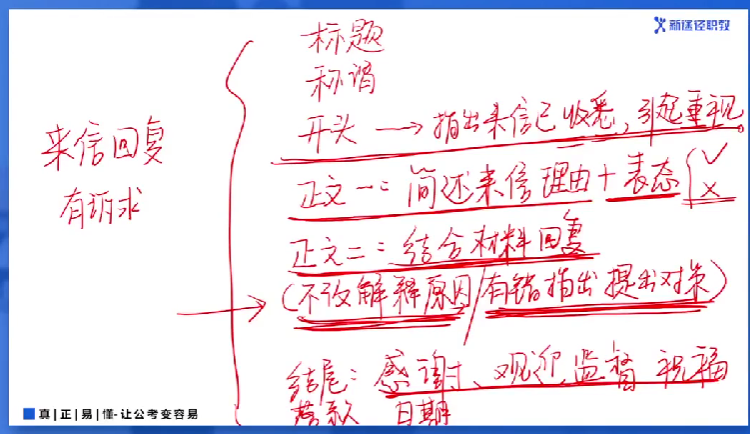 新途径职教
标题
称谓
开头 → 指出来信已收悉，引起重视。
来信回复
有诉求
正文一：简述来信理由+表态{✓
×
正文二：结合材料回复
→（不改解释原因/有错指出提出对策）
结尾：感谢、欢迎监督 祝福
落款 日期
真|正|易|懂-让公考变容易